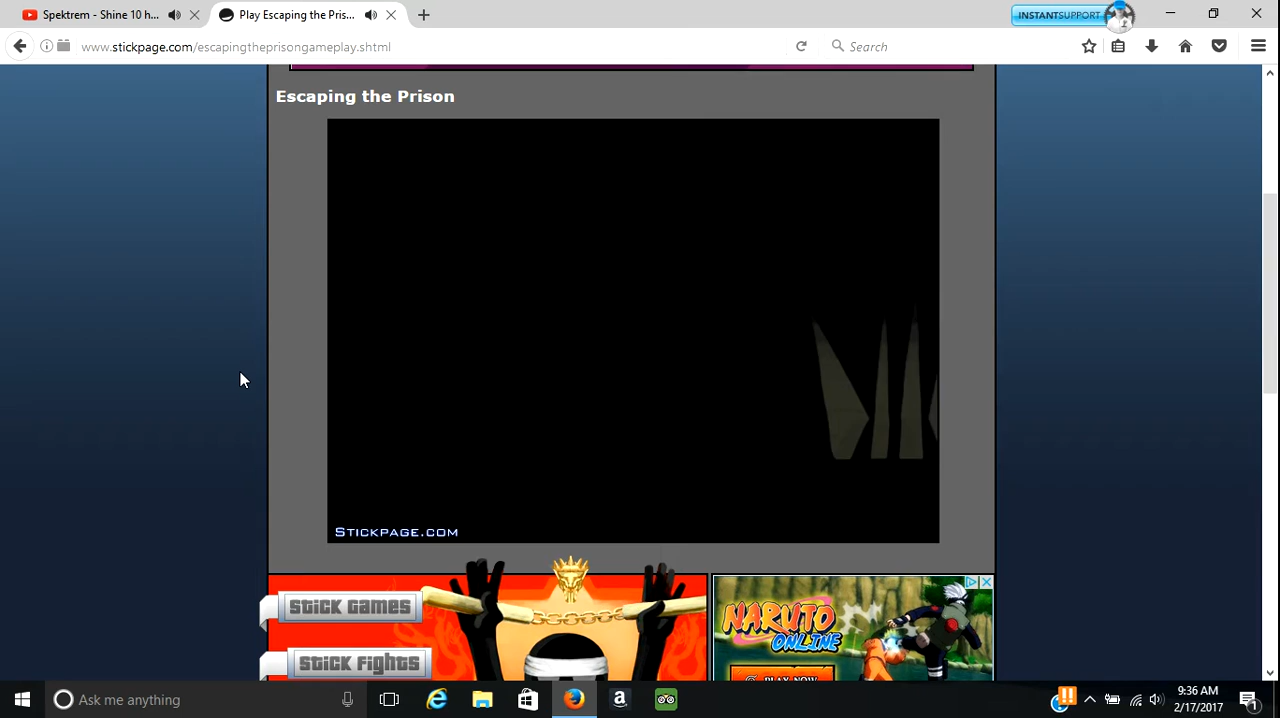 Spektrem - Shine 10 h...
Play Escaping the Pris...
INSTANTSUPPORT
www.stickpage.com/escapingtheprisongameplay.shtml
Search
Escaping the Prison
STICKPAGE.COM
STICK GAMES
STICK FIGHTS
NARUTO
ONLINE
PLAY NOW
Ask me anything
9:36 AM
2/17/2017
1